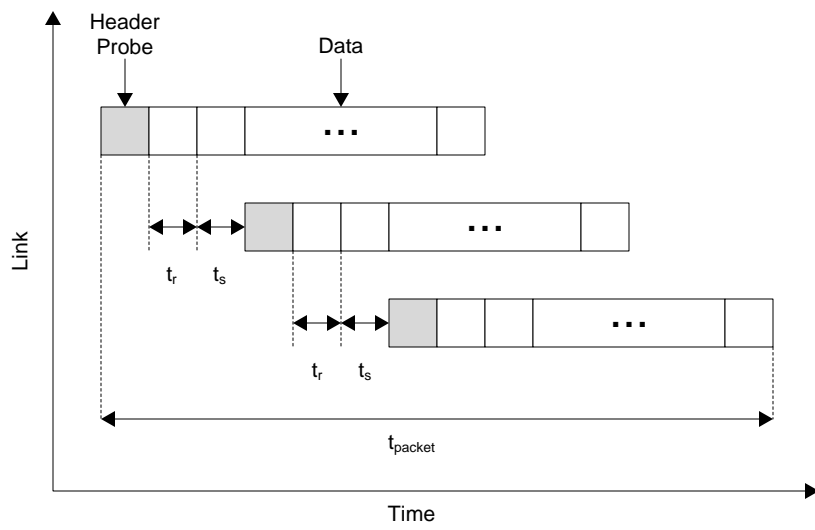 Header
Probe
Data
...
Link
t_r
t_s
...
t_r
t_s
...
t_packet
Time